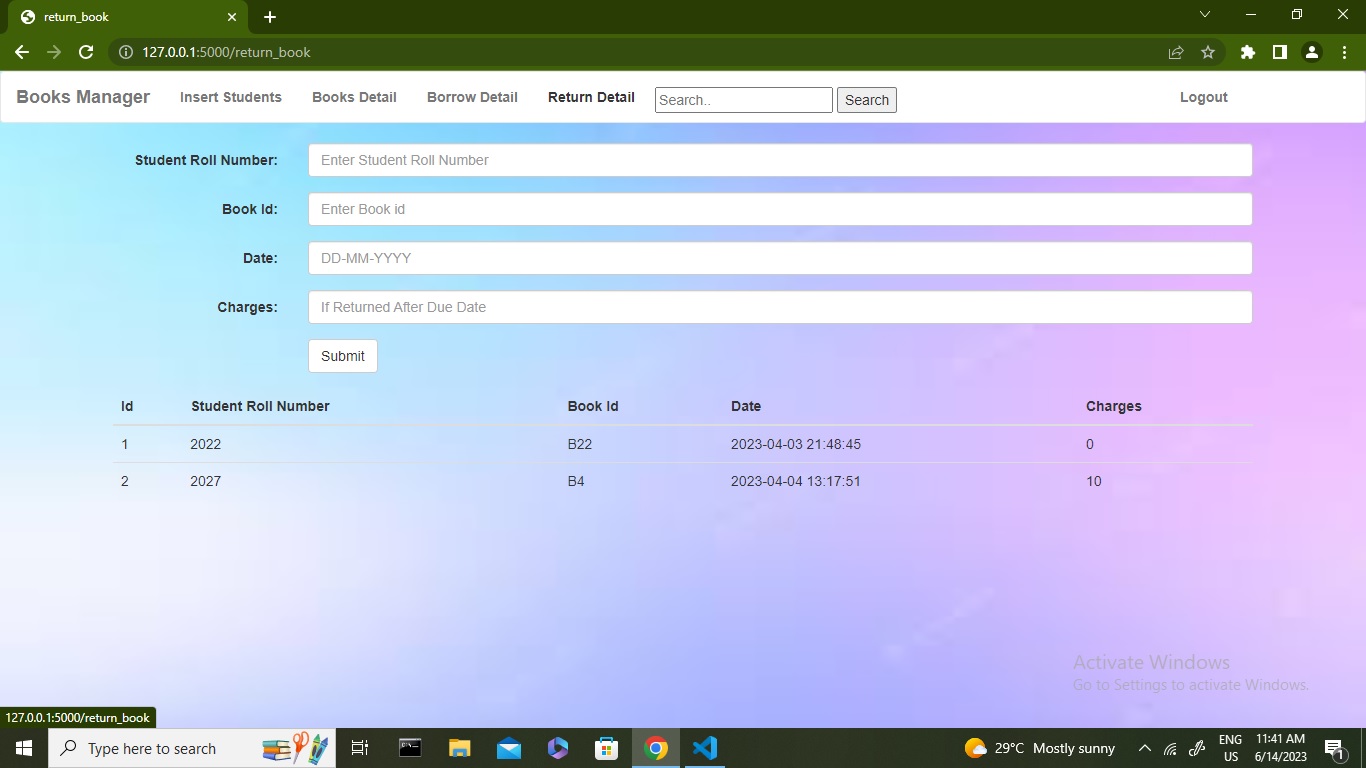 return_book
127.0.0.1:5000/return_book
Books Manager Insert Students Books Detail Borrow Detail Return Detail Search.. Search Logout
Student Roll Number: Enter Student Roll Number
Book Id: Enter Book id
Date: DD-MM-YYYY
Charges: If Returned After Due Date
Submit
Id Student Roll Number Book Id Date Charges
1 2022 B22 2023-04-03 21:48:45 0
2 2027 B4 2023-04-04 13:17:51 10
Activate Windows
Go to Settings to activate Windows.
127.0.0.1:5000/return_book
Type here to search 29°C Mostly sunny ENG 11:41 AM
US 6/14/2023 1